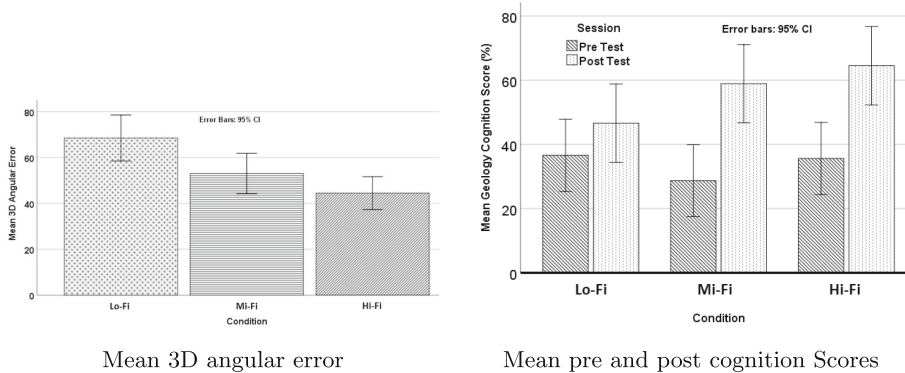 80
60
40
20
0
Mean 3D Angular Error
Error Bars: 95% CI
Lo-Fi Mi-Fi Hi-Fi
Condition
Mean 3D angular error
80
60
40
20
0
Mean Geology Cognition Score (%)
Session
Pre Test
Post Test
Error bars: 95% CI
Lo-Fi Mi-Fi Hi-Fi
Condition
Mean pre and post cognition Scores